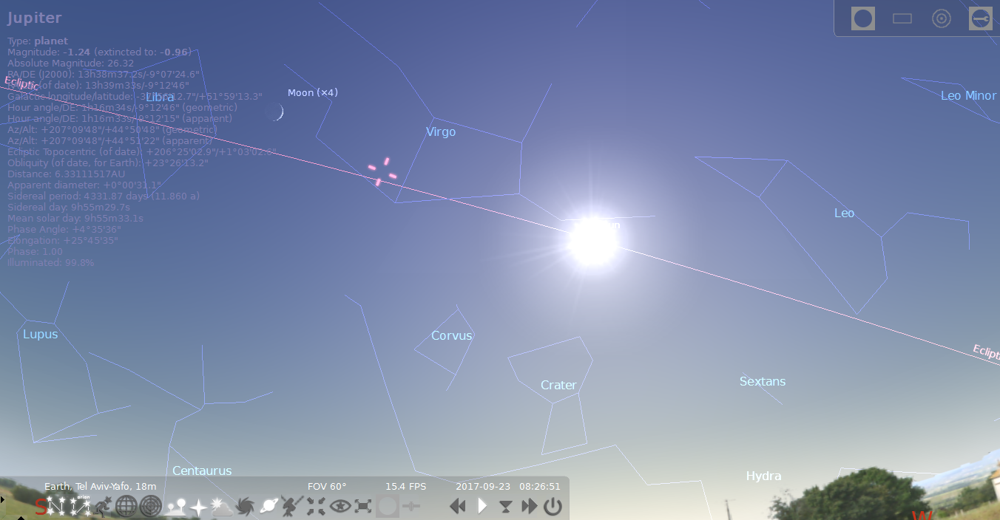 Jupiter
Type: planet
Magnitude: -1.24 (extincted to: -0.96)
Absolute Magnitude: 26.32
RA/DE (J2000): 13h38m37.2s/-9°07'24.6"
(of date): 13h39m33s/-9°12'46"
Galactic longitude/latitude: 12.7"/+51°59'13.3"
Hour angle/DE: 1h16m34s/-9°12'46" (geometric)
Hour angle/DE: 1h16m33s/-9°12'15" (apparent)
Az/Alt: +207°09'48"/+44°50'48" (geometric)
Az/Alt: +207°09'48"/+44°51'22" (apparent)
Ecliptic Topocentric (of date): +206°25'02.9"/+1°03'02.6"
Obliquity (of date, for Earth): +23°26'13.2"
Distance: 6.33111517AU
Apparent diameter: +0°00'31.1"
Sidereal period: 4331.87 days (11.860 a)
Sidereal day: 9h55m29.7s
Mean solar day: 9h55m33.1s
Phase Angle: +4°35'36"
Elongation: +25°45'35"
Phase: 1.00
Illuminated: 99.8%
Ecliptic
Libra
Moon (×4)
Virgo
Leo Minor
Leo
Lupus
Corvus
Crater
Sextans
Eclipt
Centaurus
Hydra
Earth, Tel Aviv-Yafo, 18m
FOV 60°
15.4 FPS
2017-09-23 08:26:51
S
orion
W